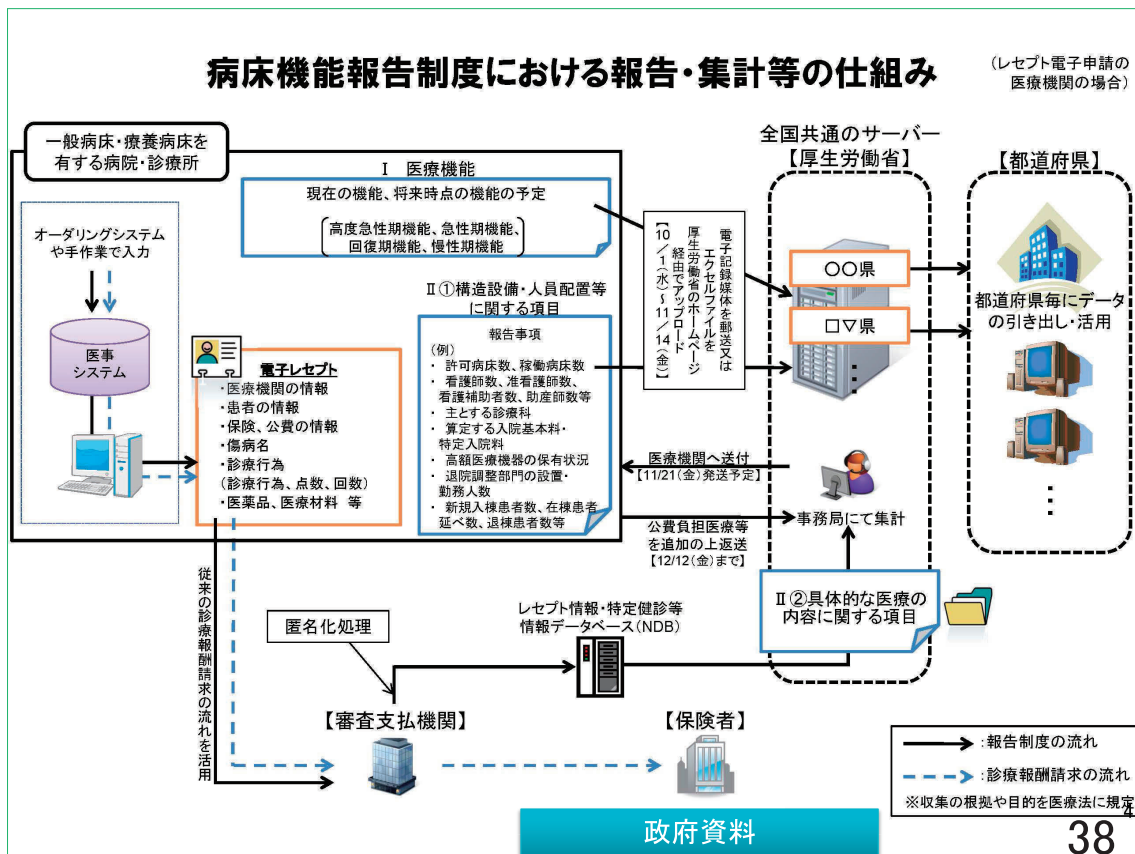 病床機能報告制度における報告・集計等の仕組み
(レセプト電子申請の
医療機関の場合)
一般病床・療養病床を
有する病院・診療所
オーダリングシステム
や手作業で入力
医事
システム
電子レセプト
・医療機関の情報
・患者の情報
・保険、公費の情報
・傷病名
・診療行為
(診療行為、点数、回数)
・医薬品、医療材料 等
Ⅰ 医療機能
現在の機能、将来時点の機能の予定
高度急性期機能、急性期機能、
回復期機能、慢性期機能
Ⅱ①構造設備・人員配置等
に関する項目
報告事項
(例)
・ 許可病床数、稼働病床数
・ 看護師数、准看護師数、
看護補助者数、助産師数等
・ 主とする診療科
・ 算定する入院基本料・
特定入院料
・ 高額医療機器の保有状況
・ 退院調整部門の設置・
勤務人数
・ 新規入棟患者数、在棟患者
延べ数、退棟患者数等
電子記録媒体を郵送又は
エクセルファイルを
厚生労働省のホームページ
経由でアップロード
【10/1(水)~11/14(金)】
全国共通のサーバー
【厚生労働省】
○○県
□▽県
【都道府県】
都道府県毎にデータ
の引き出し・活用
医療機関へ送付
【11/21(金)発送予定】
公費負担医療等
を追加の上返送
【12/12(金)まで】
事務局にて集計
Ⅱ②具体的な医療の
内容に関する項目
従来の診療報酬請求の流れを活用
匿名化処理
レセプト情報・特定健診等
情報データベース(NDB)
【審査支払機関】
【保険者】
:報告制度の流れ
:診療報酬請求の流れ
※収集の根拠や目的を医療法に規定
4
政府資料
38